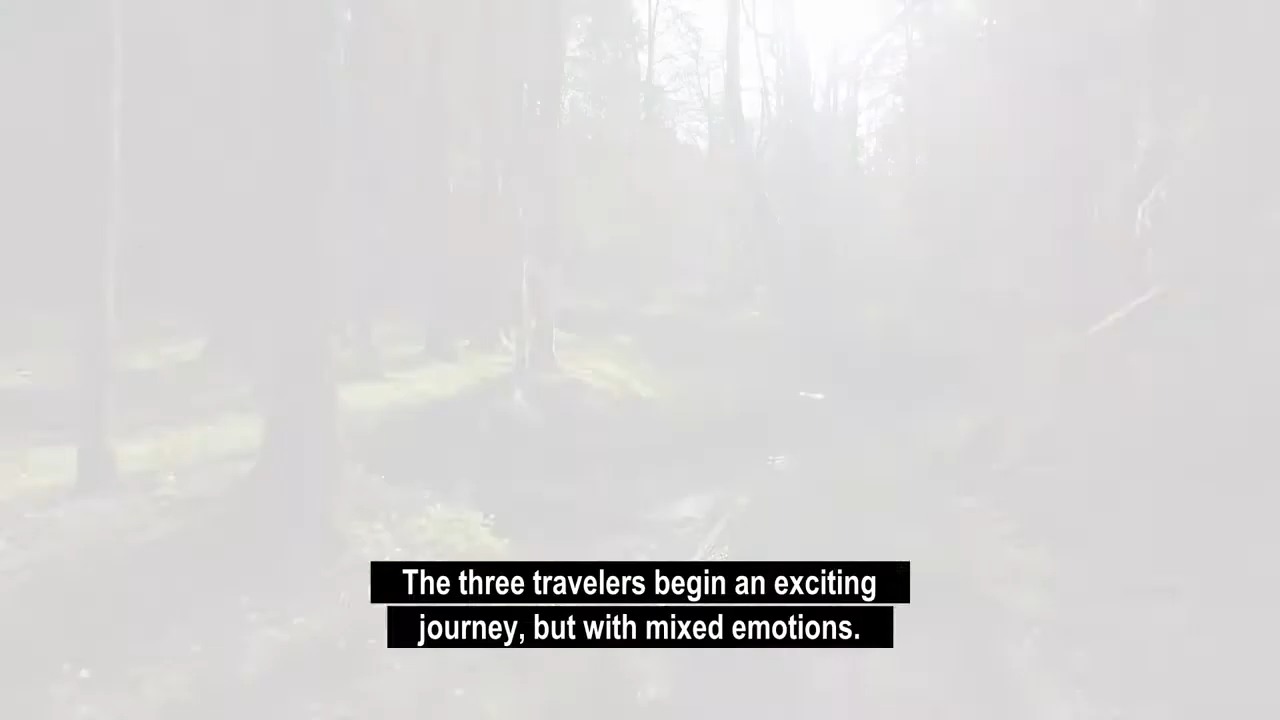 The three travelers begin an exciting
journey, but with mixed emotions.